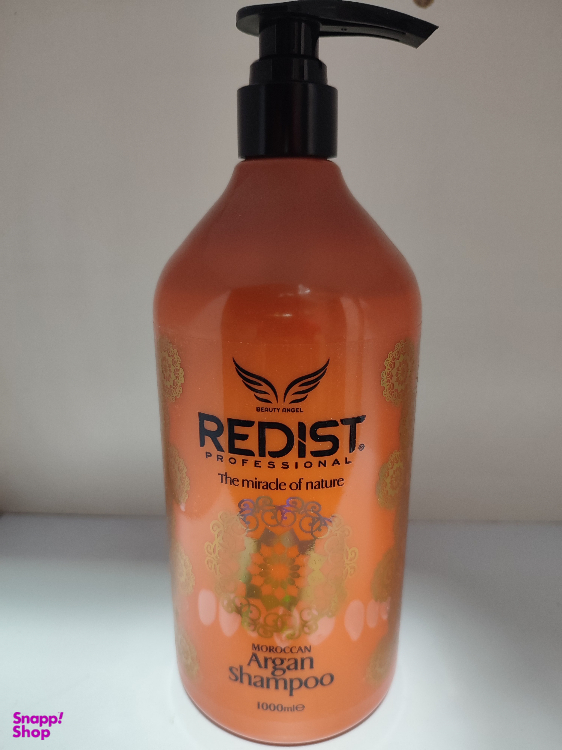 BEAUTY ANGEL
REDIST®
PROFESSIONAL
The miracle of nature
MOROCCAN
Argan
shampoo
1000ml℮
Snapp!
Shop